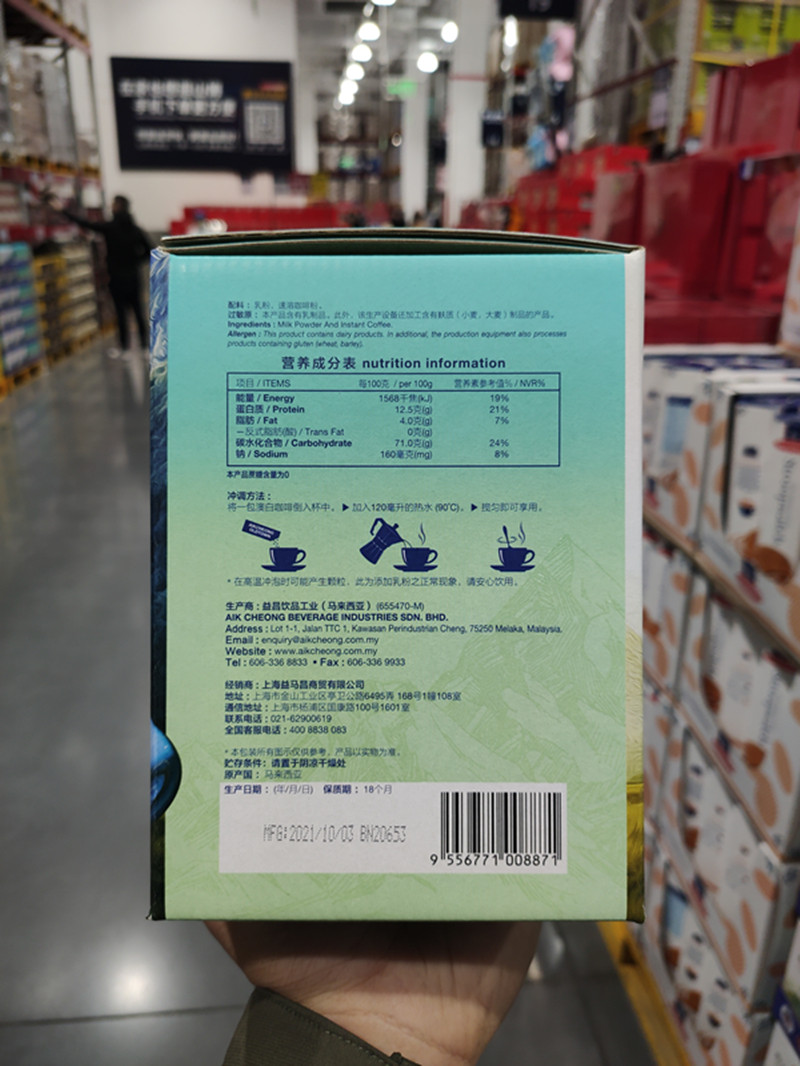 配料：乳粉、速溶咖啡粉。
过敏原：本产品含有乳制品。此外，该生产设备还加工含有麸质（小麦，大麦）制品的产品。
Ingredients : Milk Powder And Instant Coffee.
Allergen : This product contains dairy products. In additional, the production equipment also processes
products containing gluten (wheat, barley).
营养成分表 nutrition information
项目 / ITEMS 每100克 / per 100g 营养素参考值% / NVR%
能量 / Energy 1568千焦(kJ) 19%
蛋白质 / Protein 12.5克(g) 21%
脂肪 / Fat 4.0克(g) 7%
－反式脂肪(酸) / Trans Fat 0克(g)
碳水化合物 / Carbohydrate 71.0克(g) 24%
钠 / Sodium 160毫克(mg) 8%
本产品蔗糖含量为0
冲调方法：
将一包澳白咖啡倒入杯中。▶ 加入120毫升的热水 (90℃)。▶ 搅匀即可享用。
* 在高温冲泡时可能产生颗粒，此为添加乳粉之正常现象，请安心饮用。
生产商：益昌饮品工业（马来西亚）(655470-M)
AIK CHEONG BEVERAGE INDUSTRIES SDN. BHD.
Address : Lot 1-1, Jalan TTC 1, Kawasan Perindustrian Cheng, 75250 Melaka, Malaysia.
Email : enquiry@aikcheong.com.my
Website : www.aikcheong.com.my
Tel : 606-336 8833 • Fax : 606-336 9933
经销商：上海益马昌商贸有限公司
地址：上海市金山工业区亭卫公路6495弄 168号1幢108室
通信地址：上海市杨浦区国康路100号1601室
联系电话：021-62900619
全国客服电话：400 8838 083
* 本包装所有图示仅供参考，产品以实物为准。
贮存条件：请置于阴凉干燥处
原产国：马来西亚
生产日期：(年/月/日) 保质期：18个月
MFG:2021/10/03 BN20653
9 556771 008871